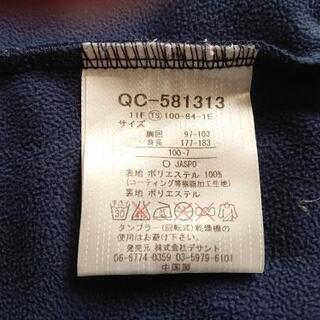 QC-581313
11F TS 100-84-1E
サイズ
胸囲 97-103
身長 177-183
100-7
O JASPO
表地 ポリエステル 100%
(コーティング等樹脂加工生地)
裏地 ポリエステル 100%
タンブラー(回転式)乾燥機の
使用はお避け下さい
発売元 株式会社デサント
06-6774 0359 03-5979-6101
中国製